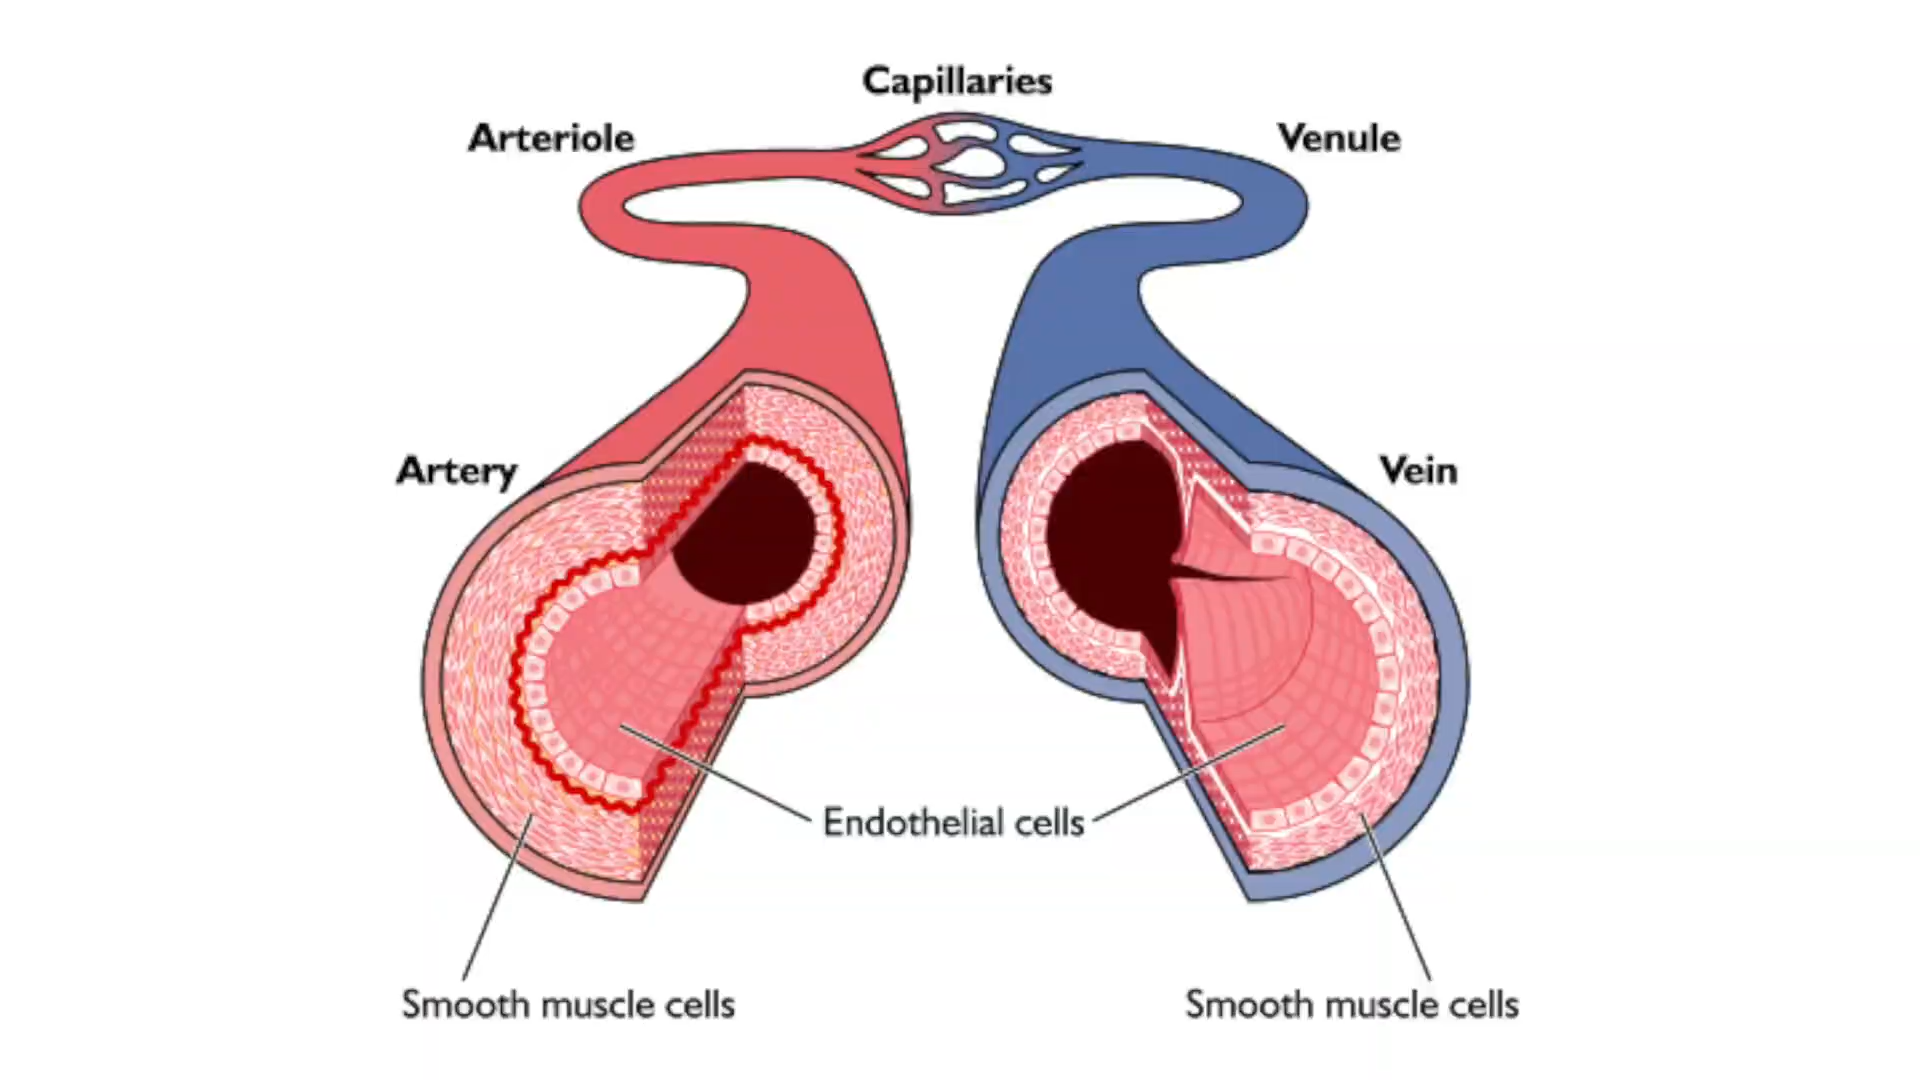 Capillaries
Arteriole
Venule
Artery
Vein
Endothelial cells
Smooth muscle cells
Smooth muscle cells